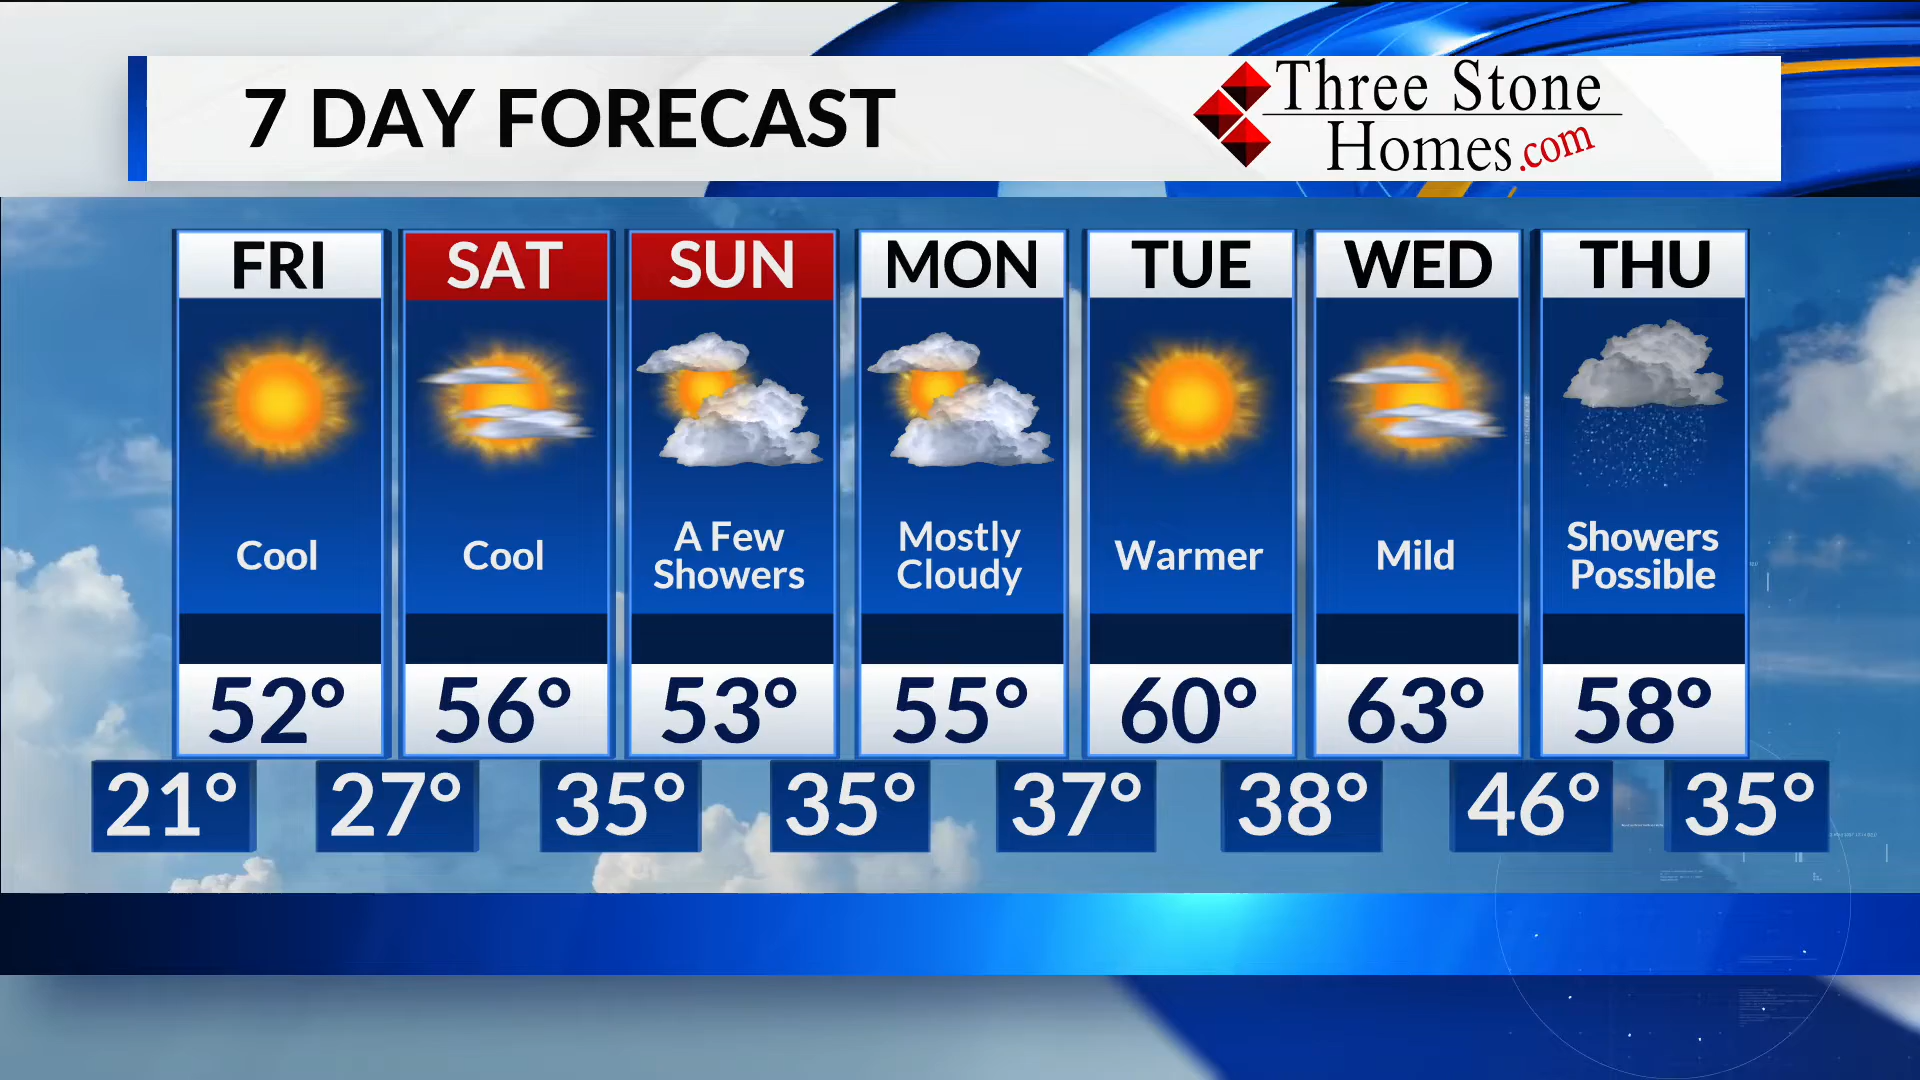 7 DAY FORECAST
Three Stone
Homes.com
FRI SAT SUN MON TUE WED THU
Cool
Cool
A Few
Showers
Mostly
Cloudy
Warmer
Mild
Showers
Possible
52° 56° 53° 55° 60° 63° 58°
21° 27° 35° 35° 37° 38° 46° 35°